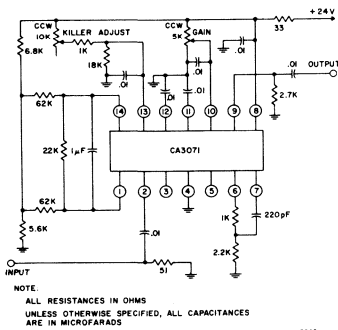 +24V
CCW
10K
KILLER ADJUST
CCW
5K
GAIN
33
6.8K
1K
18K
.01
.01
.01
.01
.01
.01
OUTPUT
2.7K
62K
14
13
12
11
10
9
8
22K
1µF
CA3071
62K
1
2
3
4
5
6
7
5.6K
.01
1K
220pF
2.2K
51
INPUT
NOTE:
ALL RESISTANCES IN OHMS
UNLESS OTHERWISE SPECIFIED, ALL CAPACITANCES
ARE IN MICROFARADS